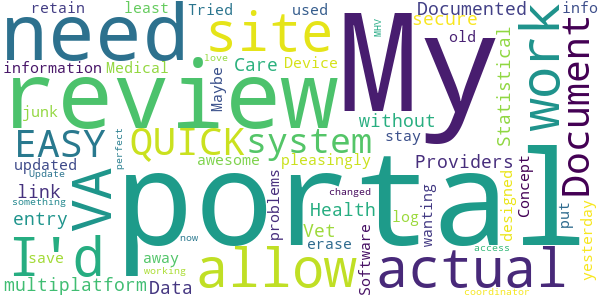 retain
least
Tried
used
Documented
info
need
site
My
secure
old
work
Document
information
Medical
Care
love
Device
MHV
Maybe
Statistical
review
junk
without
stay
EASY
QUICK
system
updated
Update
perfect
awesome
pleasingly
Providers
VA
portal
link
something
entry
problems
Health
Vet
log
wanting
designed
Concept
put
yesterday
changed
I'd
save
away
now
erase
allow
Software
actual
access
multiplatform
Data
working
coordinator